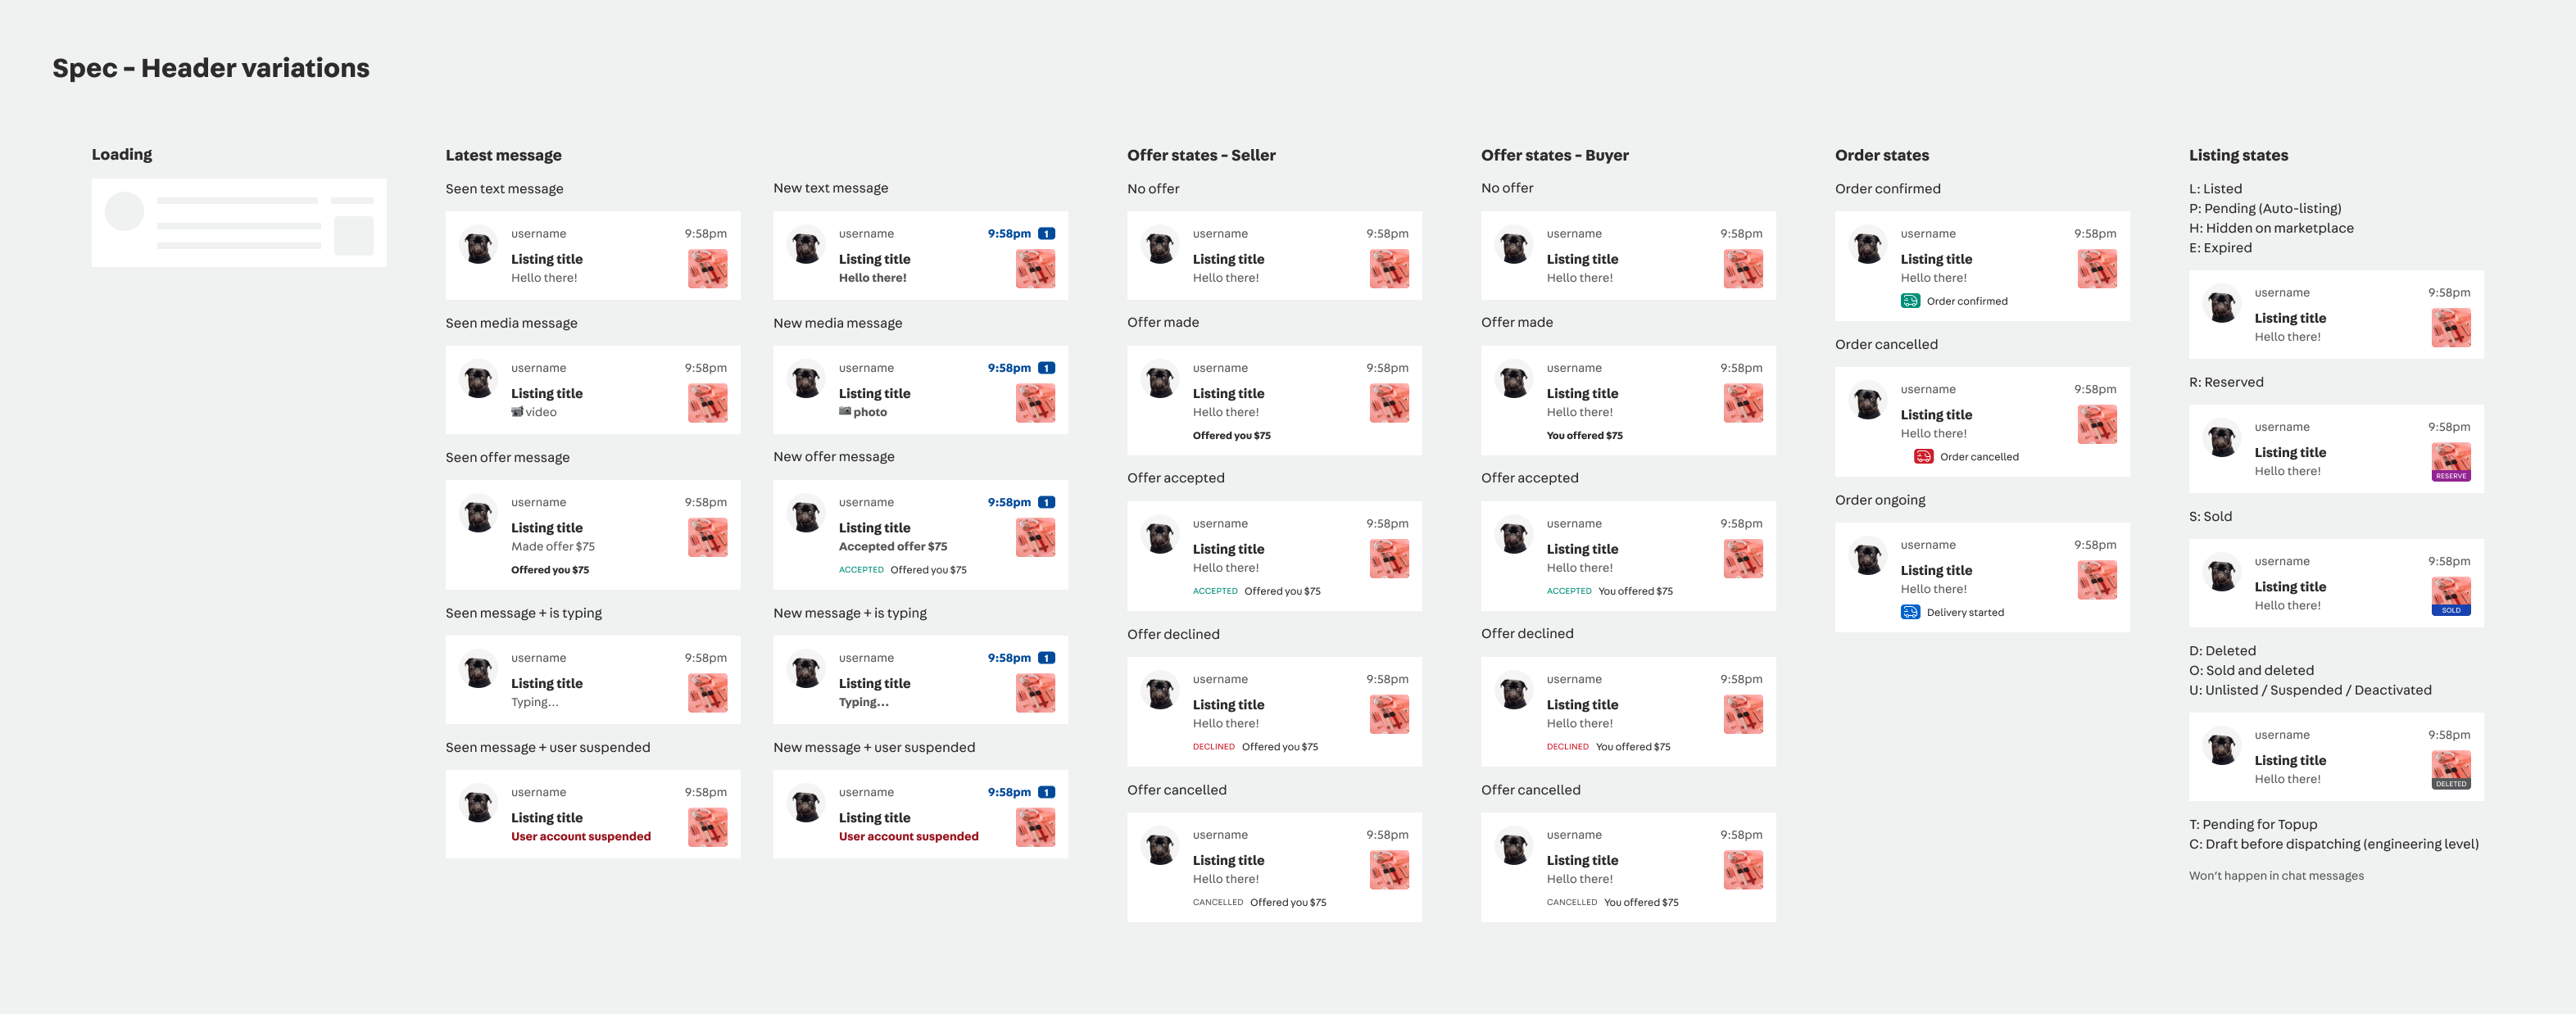 Spec - Header variations
Loading
Latest message
Seen text message
username 9:58pm
Listing title
Hello there!
Seen media message
username 9:58pm
Listing title
video
Seen offer message
username 9:58pm
Listing title
Made offer $75
Offered you $75
Seen message + is typing
username 9:58pm
Listing title
Typing...
Seen message + user suspended
username 9:58pm
Listing title
User account suspended
New text message
username 9:58pm 1
Listing title
Hello there!
New media message
username 9:58pm 1
Listing title
photo
New offer message
username 9:58pm 1
Listing title
Accepted offer $75
ACCEPTED Offered you $75
New message + is typing
username 9:58pm 1
Listing title
Typing...
New message + user suspended
username 9:58pm 1
Listing title
User account suspended
Offer states - Seller
No offer
username 9:58pm
Listing title
Hello there!
Offer made
username 9:58pm
Listing title
Hello there!
Offered you $75
Offer accepted
username 9:58pm
Listing title
Hello there!
ACCEPTED Offered you $75
Offer declined
username 9:58pm
Listing title
Hello there!
DECLINED Offered you $75
Offer cancelled
username 9:58pm
Listing title
Hello there!
CANCELLED Offered you $75
Offer states - Buyer
No offer
username 9:58pm
Listing title
Hello there!
Offer made
username 9:58pm
Listing title
Hello there!
You offered $75
Offer accepted
username 9:58pm
Listing title
Hello there!
ACCEPTED You offered $75
Offer declined
username 9:58pm
Listing title
Hello there!
DECLINED You offered $75
Offer cancelled
username 9:58pm
Listing title
Hello there!
CANCELLED You offered $75
Order states
Order confirmed
username 9:58pm
Listing title
Hello there!
Order confirmed
Order cancelled
username 9:58pm
Listing title
Hello there!
Order cancelled
Order ongoing
username 9:58pm
Listing title
Hello there!
Delivery started
Listing states
L: Listed
P: Pending (Auto-listing)
H: Hidden on marketplace
E: Expired
username 9:58pm
Listing title
Hello there!
R: Reserved
username 9:58pm
Listing title
Hello there!
RESERVE
S: Sold
username 9:58pm
Listing title
Hello there!
SOLD
D: Deleted
O: Sold and deleted
U: Unlisted / Suspended / Deactivated
username 9:58pm
Listing title
Hello there!
DELETED
T: Pending for Topup
C: Draft before dispatching (engineering level)
Won't happen in chat messages